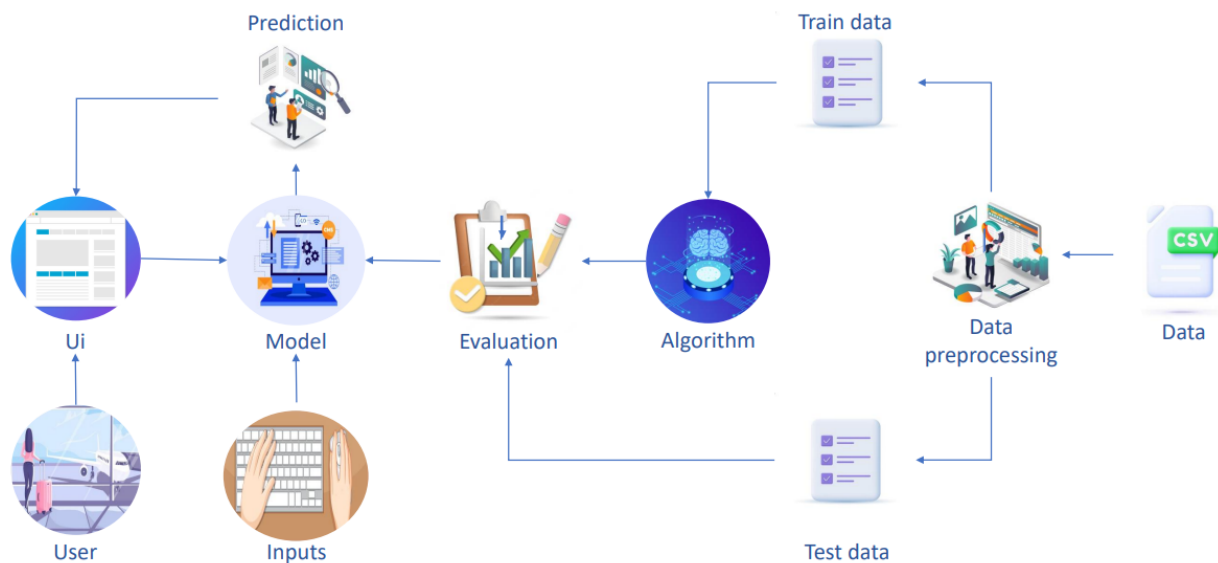 Prediction
Train data
CSV
Ui
Model
Evaluation
Algorithm
Data
preprocessing
Data
User
Inputs
Test data